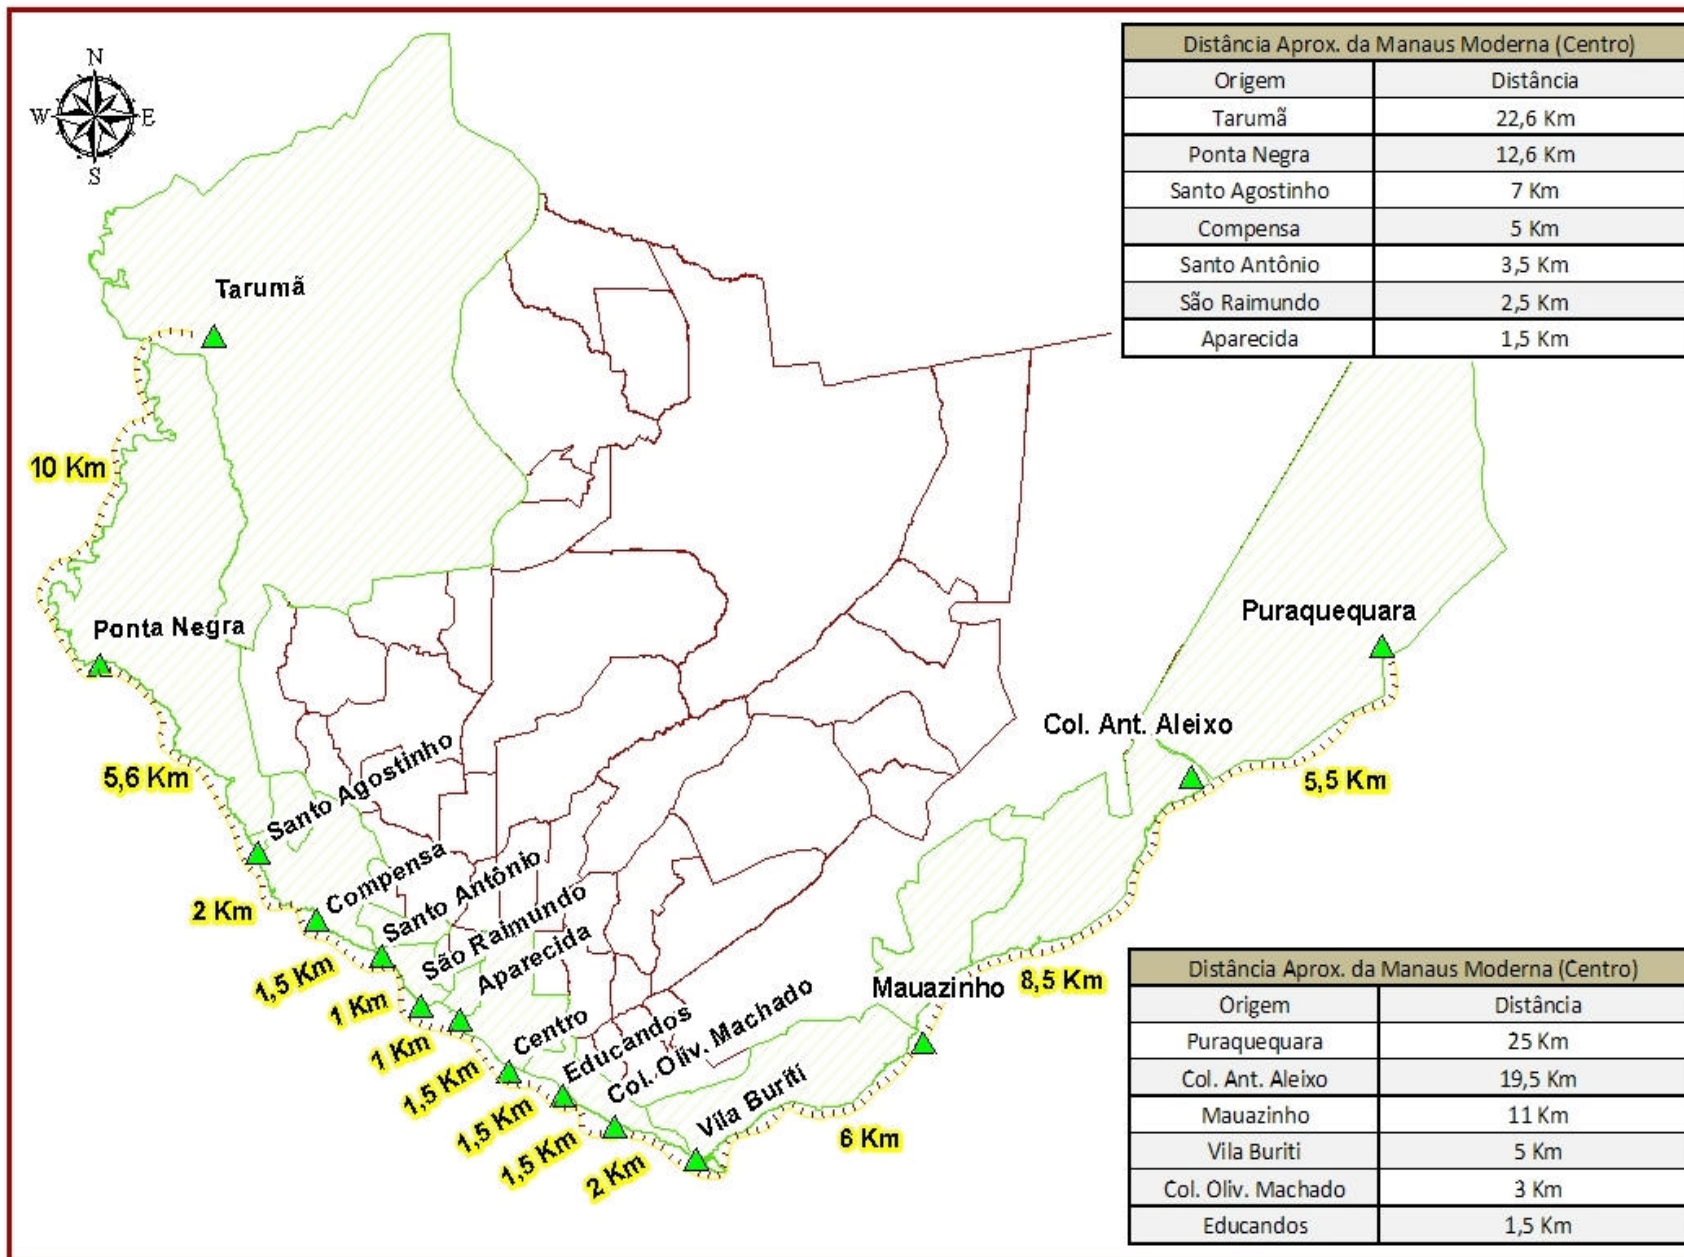 Distância Aprox. da Manaus Moderna (Centro)
Origem Distância
Tarumã 22,6 Km
Ponta Negra 12,6 Km
Santo Agostinho 7 Km
Compensa 5 Km
Santo Antônio 3,5 Km
São Raimundo 2,5 Km
Aparecida 1,5 Km
N
W E
S
Tarumã
10 Km
Ponta Negra
Puraquequara
Col. Ant. Aleixo
5,6 Km
5,5 Km
Santo Agostinho
2 Km
Compensa
Santo Antônio
1,5 Km
São Raimundo
1 Km
Aparecida
1 Km
Centro
1,5 Km
Educandos
1,5 Km
Col. Oliv. Machado
1,5 Km
Vila Buriti
2 Km
6 Km
Mauazinho
8,5 Km
Distância Aprox. da Manaus Moderna (Centro)
Origem Distância
Puraquequara 25 Km
Col. Ant. Aleixo 19,5 Km
Mauazinho 11 Km
Vila Buriti 5 Km
Col. Oliv. Machado 3 Km
Educandos 1,5 Km